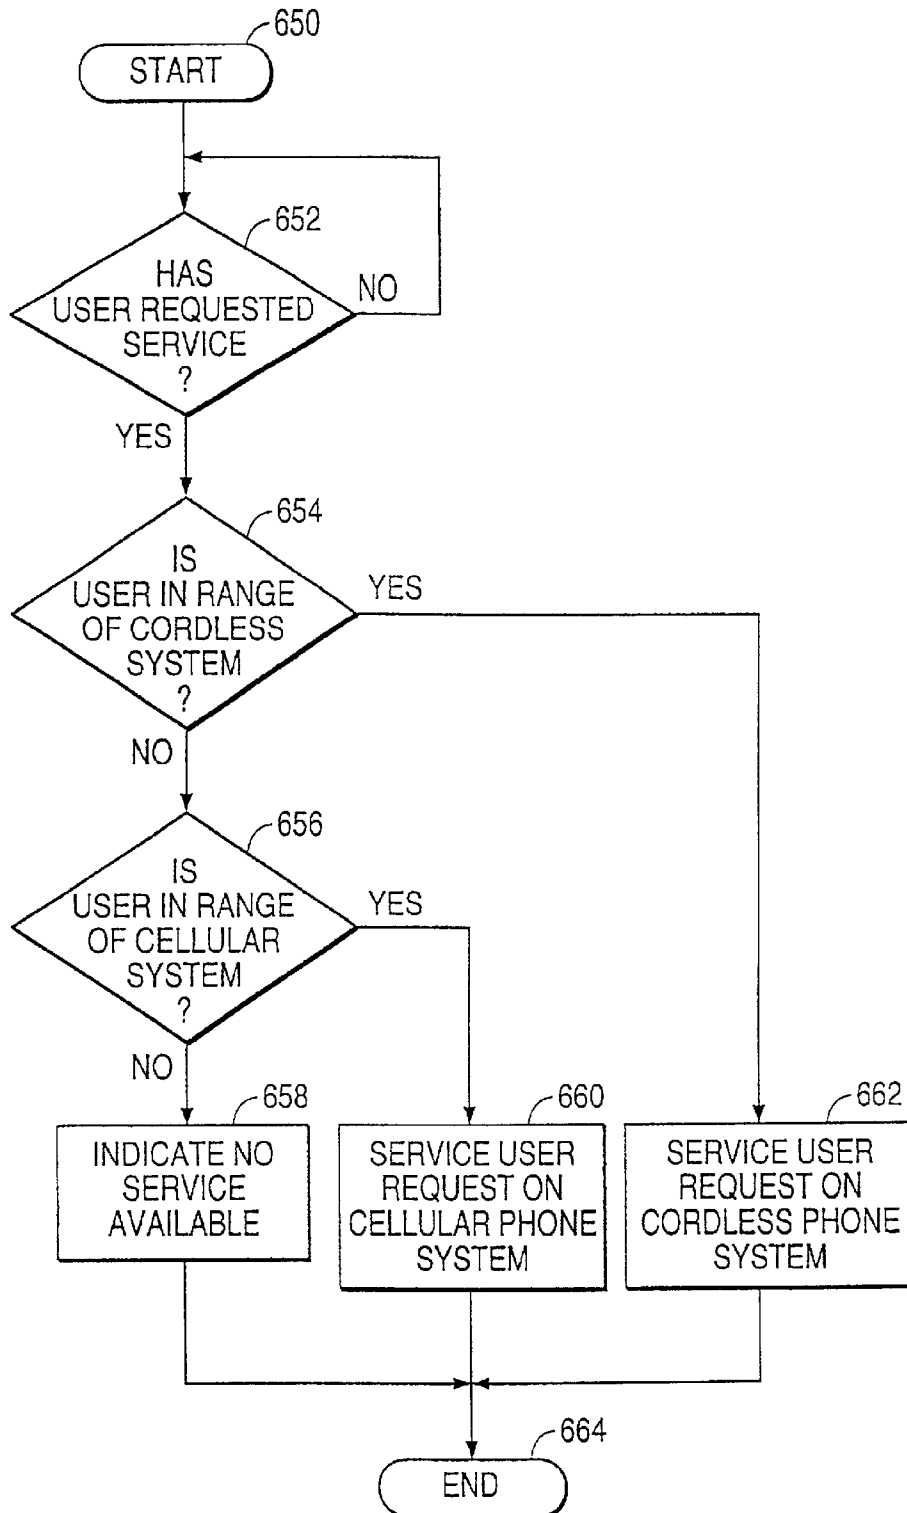 650
START
652
HAS
USER REQUESTED
SERVICE
?
NO
YES
654
IS
USER IN RANGE
OF CORDLESS
SYSTEM
?
YES
NO
656
IS
USER IN RANGE
OF CELLULAR
SYSTEM
?
YES
NO
658
INDICATE NO
SERVICE
AVAILABLE
660
SERVICE USER
REQUEST ON
CELLULAR PHONE
SYSTEM
662
SERVICE USER
REQUEST ON
CORDLESS PHONE
SYSTEM
664
END